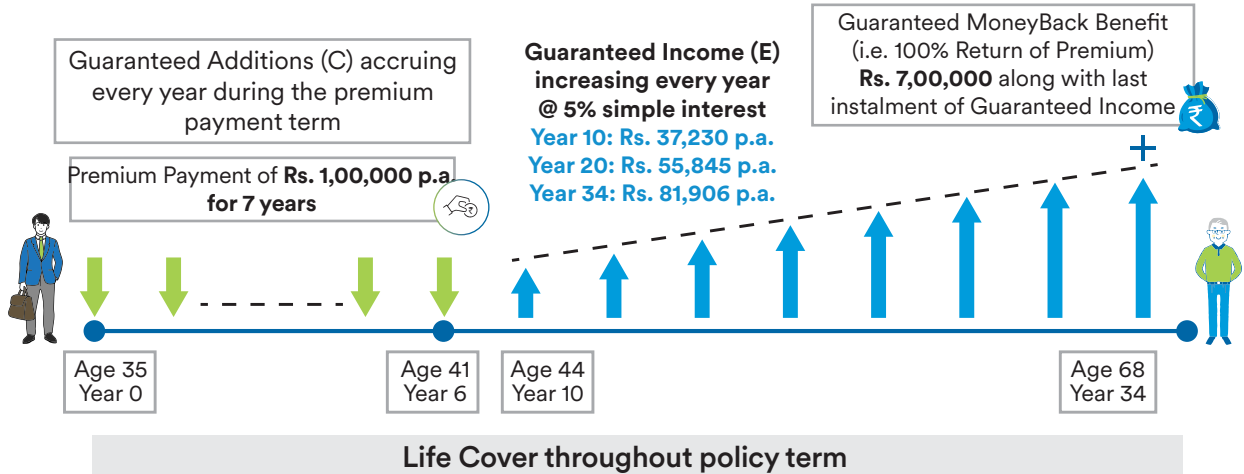 Guaranteed Additions (C) accruing
every year during the premium
payment term
Premium Payment of Rs. 1,00,000 p.a.
for 7 years
Guaranteed Income (E)
increasing every year
@ 5% simple interest
Year 10: Rs. 37,230 p.a.
Year 20: Rs. 55,845 p.a.
Year 34: Rs. 81,906 p.a.
Guaranteed MoneyBack Benefit
(i.e. 100% Return of Premium)
Rs. 7,00,000 along with last
instalment of Guaranteed Income
₹
+
Age 35
Year 0
Age 41
Year 6
Age 44
Year 10
Age 68
Year 34
Life Cover throughout policy term